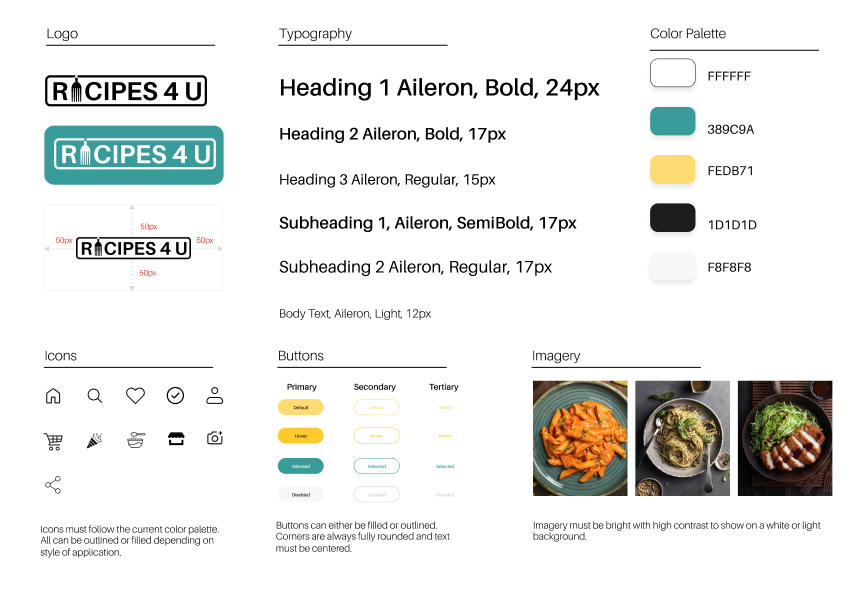 Logo
RECIPES 4 U
RECIPES 4 U
50px
50px
50px
RECIPES 4 U
50px
Typography
Heading 1 Aileron, Bold, 24px
Heading 2 Aileron, Bold, 17px
Heading 3 Aileron, Regular, 15px
Subheading 1, Aileron, SemiBold, 17px
Subheading 2 Aileron, Regular, 17px
Body Text, Aileron, Light, 12px
Color Palette
FFFFFF
389C9A
FEDB71
1D1D1D
F8F8F8
Icons
Icons must follow the current color palette.
All can be outlined or filled depending on
style of application.
Buttons
Primary
Secondary
Tertiary
Default
Default
Default
Hover
Hover
Hover
Selected
Selected
Selected
Disabled
Disabled
Disabled
Buttons can either be filled or outlined.
Corners are always fully rounded and text
must be centered.
Imagery
Imagery must be bright with high contrast to show on a white or light
background.